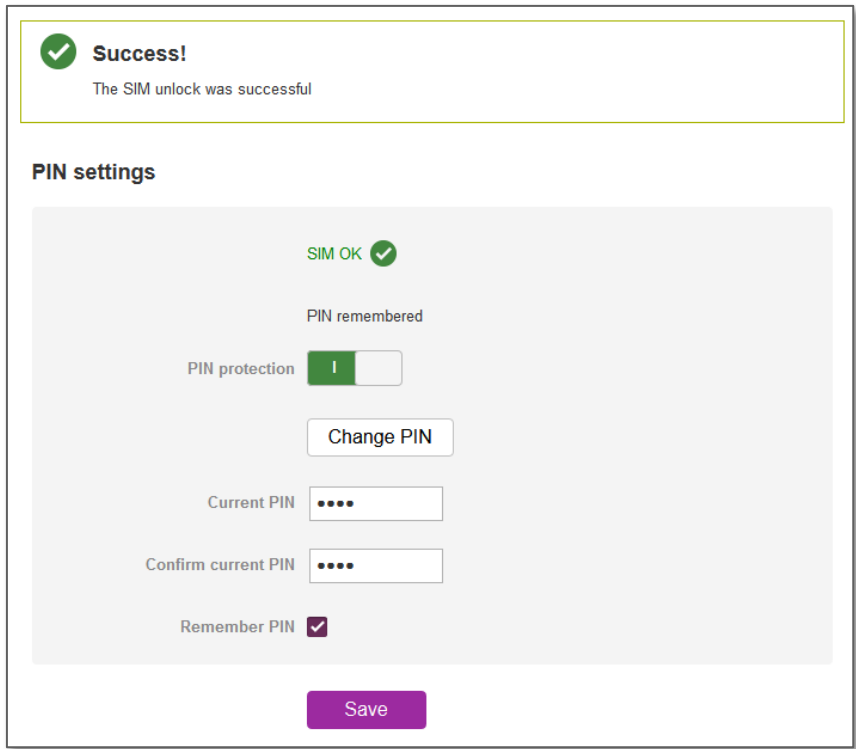 Success!
The SIM unlock was successful
PIN settings
SIM OK
PIN remembered
PIN protection
I
Change PIN
Current PIN ••••
Confirm current PIN ••••
Remember PIN
Save